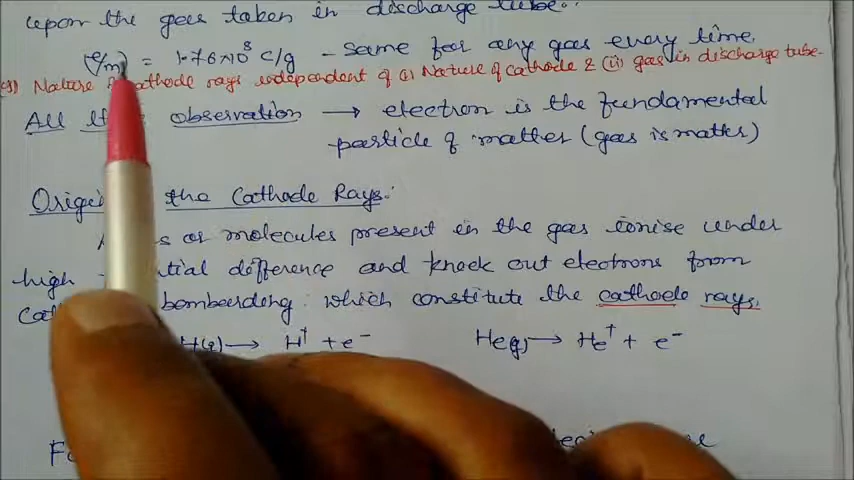 upon the gas taken in discharge tube.
(e/m) = 1.76×10⁸ C/g - same for any gas every time.
Nature cathode rays independent of (i) Nature of Cathode & (ii) gas in discharge tube-
All observation → electron is the fundamental
particle of matter (gas is matter)
the Cathode Rays:
or molecules present in the gas ionise under
high difference and knock out electrons from
bombarding which constitute the cathode rays.
H(g) → H⁺ + e⁻ He(g) → He⁺ + e⁻